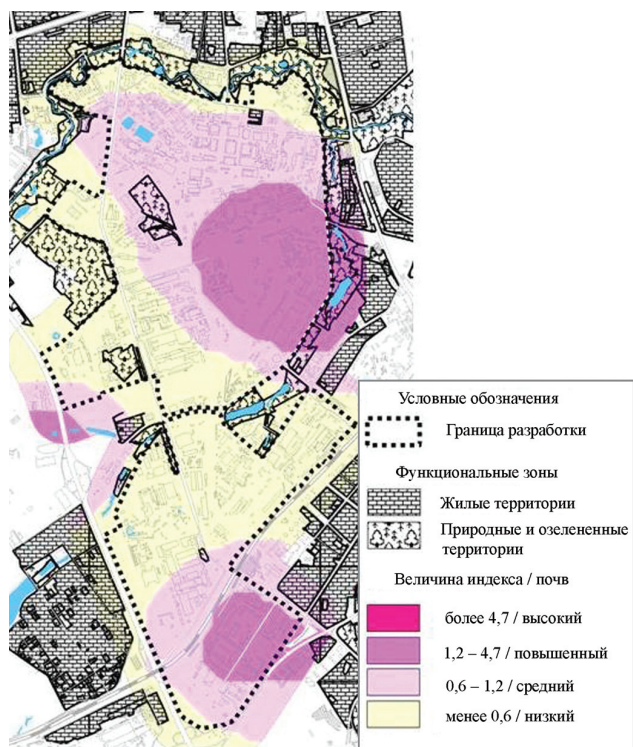 Условные обозначения
Граница разработки
Функциональные зоны
Жилые территории
Природные и озелененные
территории
Величина индекса / почв
более 4,7 / высокий
1,2 – 4,7 / повышенный
0,6 – 1,2 / средний
менее 0,6 / низкий